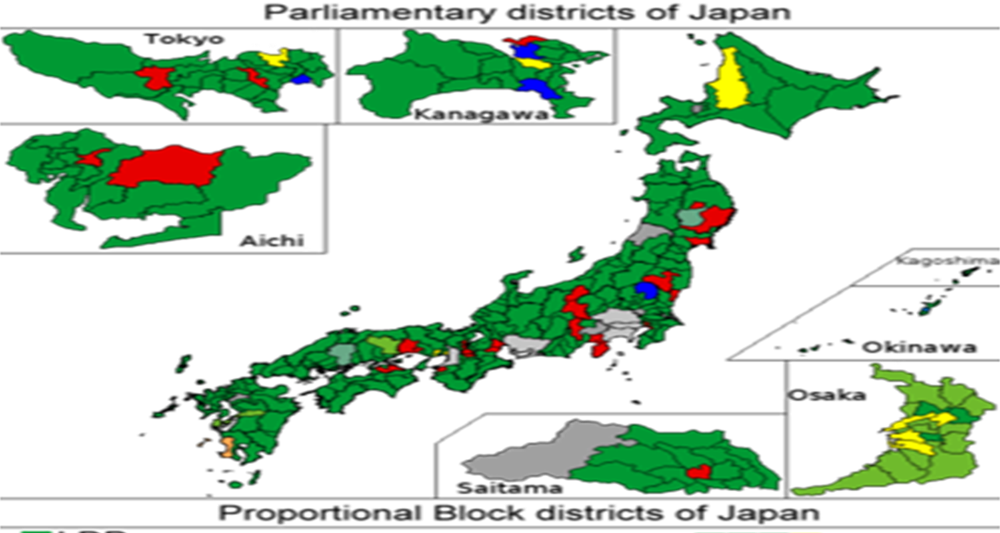 Parliamentary districts of Japan
Tokyo
Kanagawa
Aichi
Kagoshima
Okinawa
Osaka
Saitama
Proportional Block districts of Japan